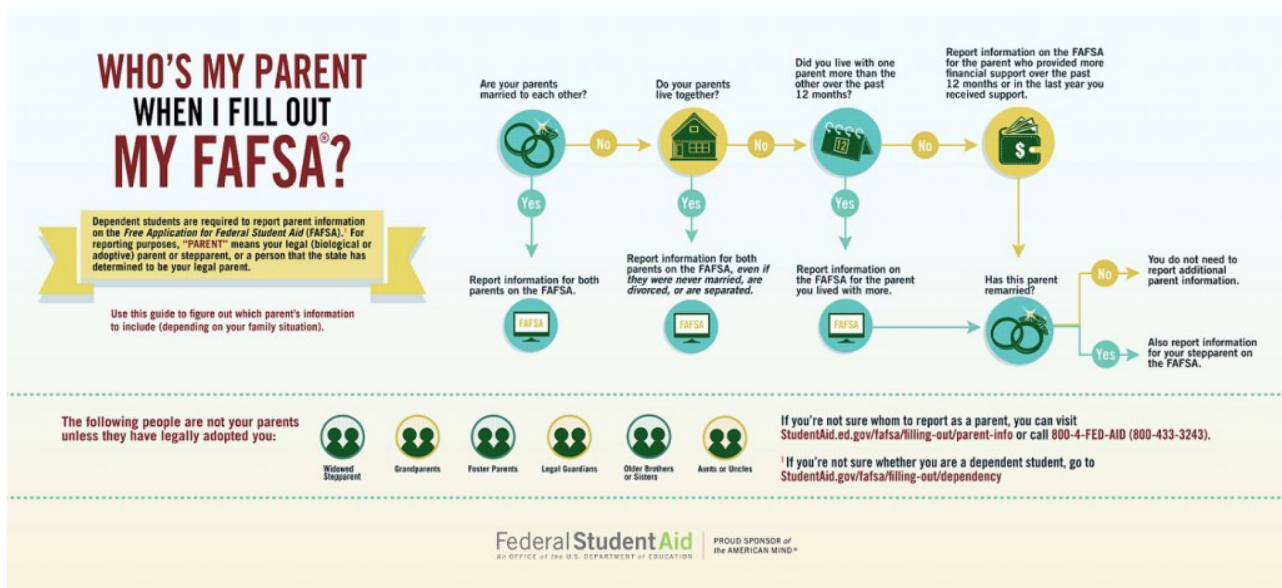 WHO'S MY PARENT
WHEN I FILL OUT
MY FAFSA®?
Dependent students are required to report parent information
on the Free Application for Federal Student Aid (FAFSA).¹ For
reporting purposes, "PARENT" means your legal (biological or
adoptive) parent or stepparent, or a person that the state has
determined to be your legal parent.
Use this guide to figure out which parent's information
to include (depending on your family situation).
Are your parents
married to each other?
No
Do your parents
live together?
No
Did you live with one
parent more than the
other over the past
12 months?
12
No
Report information on the FAFSA
for the parent who provided more
financial support over the past
12 months or in the last year you
received support.
$
Yes
Yes
Yes
Report information for both
parents on the FAFSA.
FAFSA
Report information for both
parents on the FAFSA, even if
they were never married, are
divorced, or are separated.
FAFSA
Report information on
the FAFSA for the parent
you lived with more.
FAFSA
Has this parent
remarried?
No
You do not need to
report additional
parent information.
Yes
Also report information
for your stepparent on
the FAFSA.
The following people are not your parents
unless they have legally adopted you:
Widowed
Stepparent
Grandparents
Foster Parents
Legal Guardians
Older Brothers
or Sisters
Aunts or Uncles
If you're not sure whom to report as a parent, you can visit
StudentAid.ed.gov/fafsa/filling-out/parent-info or call 800-4-FED-AID (800-433-3243).
¹ If you're not sure whether you are a dependent student, go to
StudentAid.gov/fafsa/filling-out/dependency
Federal Student Aid
An OFFICE of the U.S. DEPARTMENT of EDUCATION
PROUD SPONSOR of
the AMERICAN MIND®